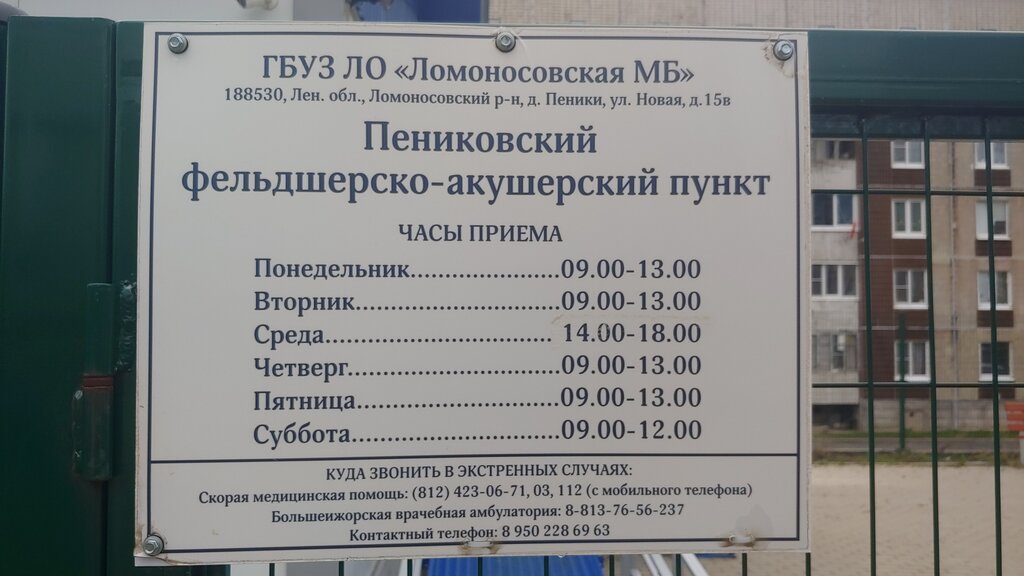 ГБУЗ ЛО «Ломоносовская МБ»
188530, Лен. обл., Ломоносовский р-н, д. Пеники, ул. Новая, д.15в
Пениковский
фельдшерско-акушерский пункт
ЧАСЫ ПРИЕМА
Понедельник......................09.00-13.00
Вторник..............................09.00-13.00
Среда.................................. 14.00-18.00
Четверг...............................09.00-13.00
Пятница..............................09.00-13.00
Суббота...............................09.00-12.00
КУДА ЗВОНИТЬ В ЭКСТРЕННЫХ СЛУЧАЯХ:
Скорая медицинская помощь: (812) 423-06-71, 03, 112 (с мобильного телефона)
Большеижорская врачебная амбулатория: 8-813-76-56-237
Контактный телефон: 8 950 228 69 63